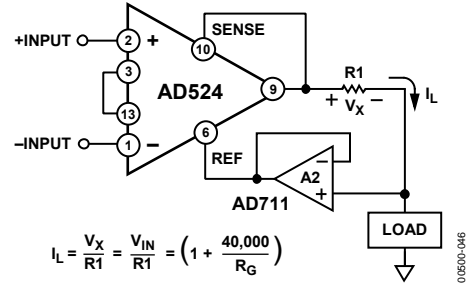 +INPUT
2
+
10
SENSE
3
AD524
9
R1
+ VX –
IL
13
–INPUT
1
–
6
REF
–
A2
+
AD711
LOAD
IL = VX/R1 = VIN/R1 = (1 + 40,000/RG)
00500-046